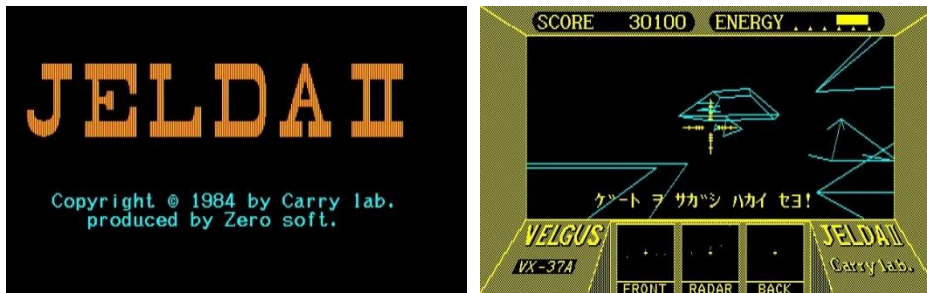 JELDA II
Copyright © 1984 by Carry lab.
produced by Zero soft.
SCORE 30100 ENERGY
ｹﾞｰﾄ ｦ ｻｶﾞｼ ﾊｶｲ ｾﾖ!
VELGUS
VX-37A
JELDA II
Carry lab.
FRONT RADAR BACK